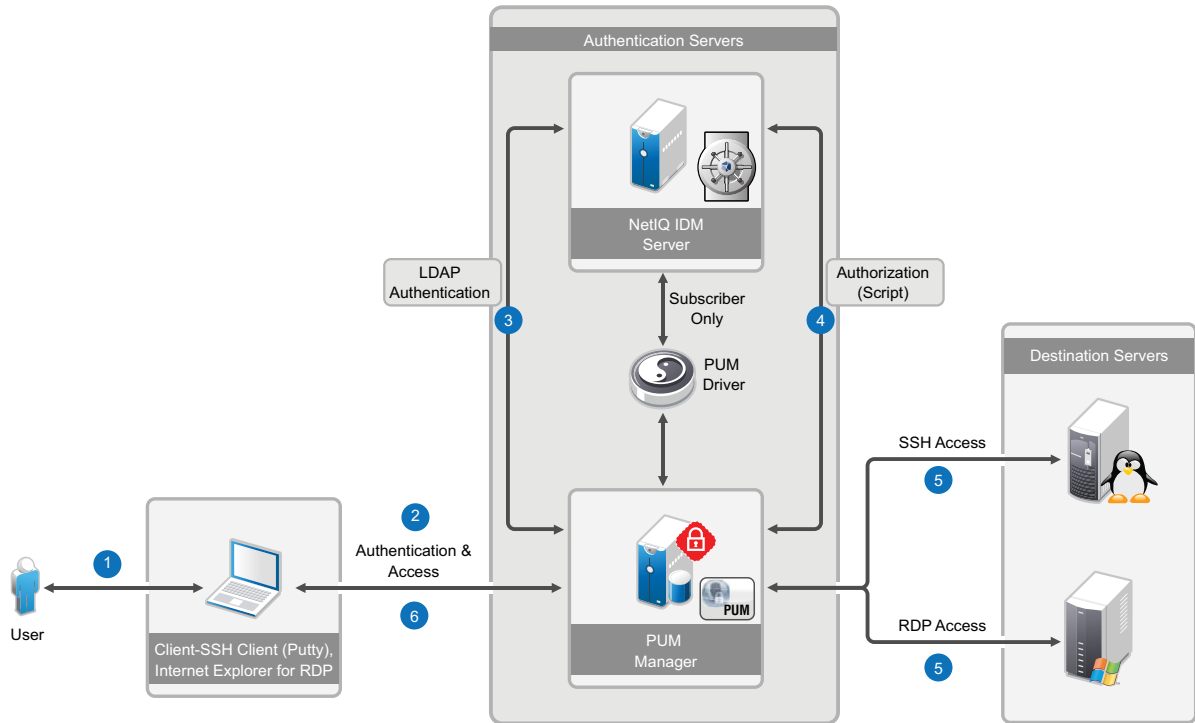 Authentication Servers
NetIQ IDM
Server
LDAP
Authentication
3
Subscriber
Only
Authorization
(Script)
4
PUM
Driver
Destination Servers
SSH Access
5
2
Authentication &
Access
6
1
User
Client-SSH Client (Putty),
Internet Explorer for RDP
PUM
PUM
Manager
RDP Access
5